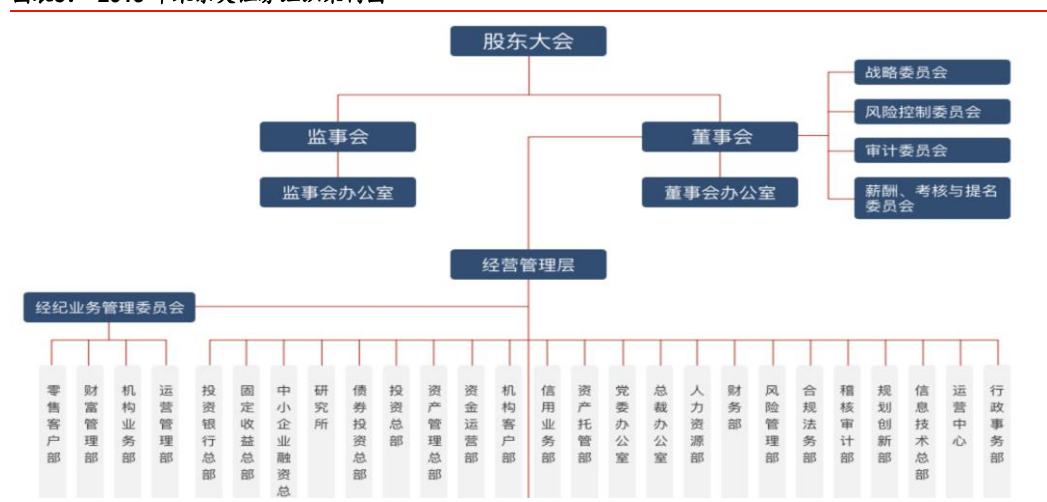 股东大会
战略委员会
风险控制委员会
监事会
董事会
审计委员会
监事会办公室
董事会办公室
薪酬、考核与提名
委员会
经营管理层
经纪业务管理委员会
零售客户部
财富管理部
机构业务部
运营管理部
投资银行总部
固定收益总部
中小企业融资总
研究所
债券投资总部
投资总部
资产管理总部
资金运营部
机构客户部
信用业务部
资产托管部
党委办公室
总裁办公室
人力资源部
财务部
风险管理部
合规法务部
稽核审计部
规划创新部
信息技术总部
运营中心
行政事务部